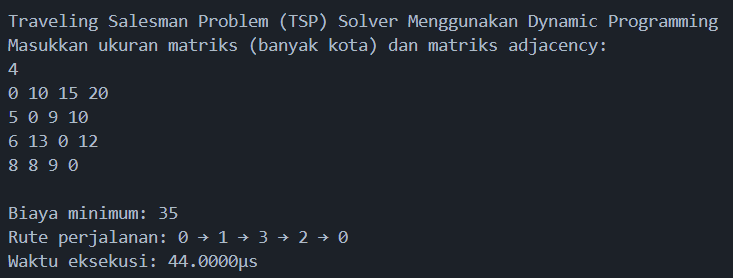 Traveling Salesman Problem (TSP) Solver Menggunakan Dynamic Programming
Masukkan ukuran matriks (banyak kota) dan matriks adjacency:
4
0 10 15 20
5 0 9 10
6 13 0 12
8 8 9 0
Biaya minimum: 35
Rute perjalanan: 0 → 1 → 3 → 2 → 0
Waktu eksekusi: 44.0000µs